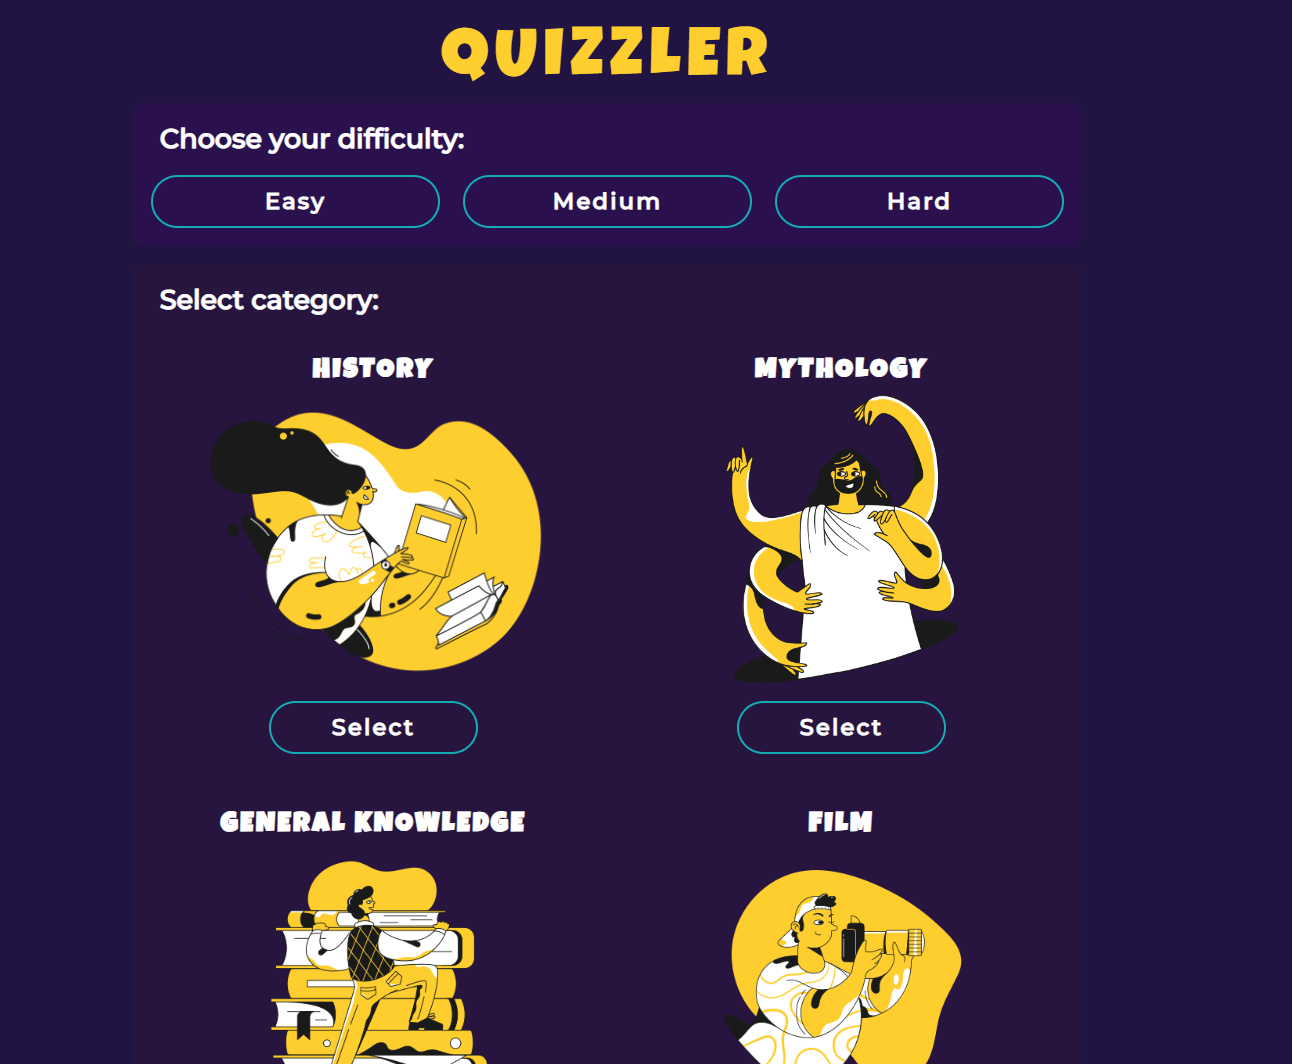 QUIZZLER
Choose your difficulty:
Easy Medium Hard
Select category:
HISTORY MYTHOLOGY
Select Select
GENERAL KNOWLEDGE FILM